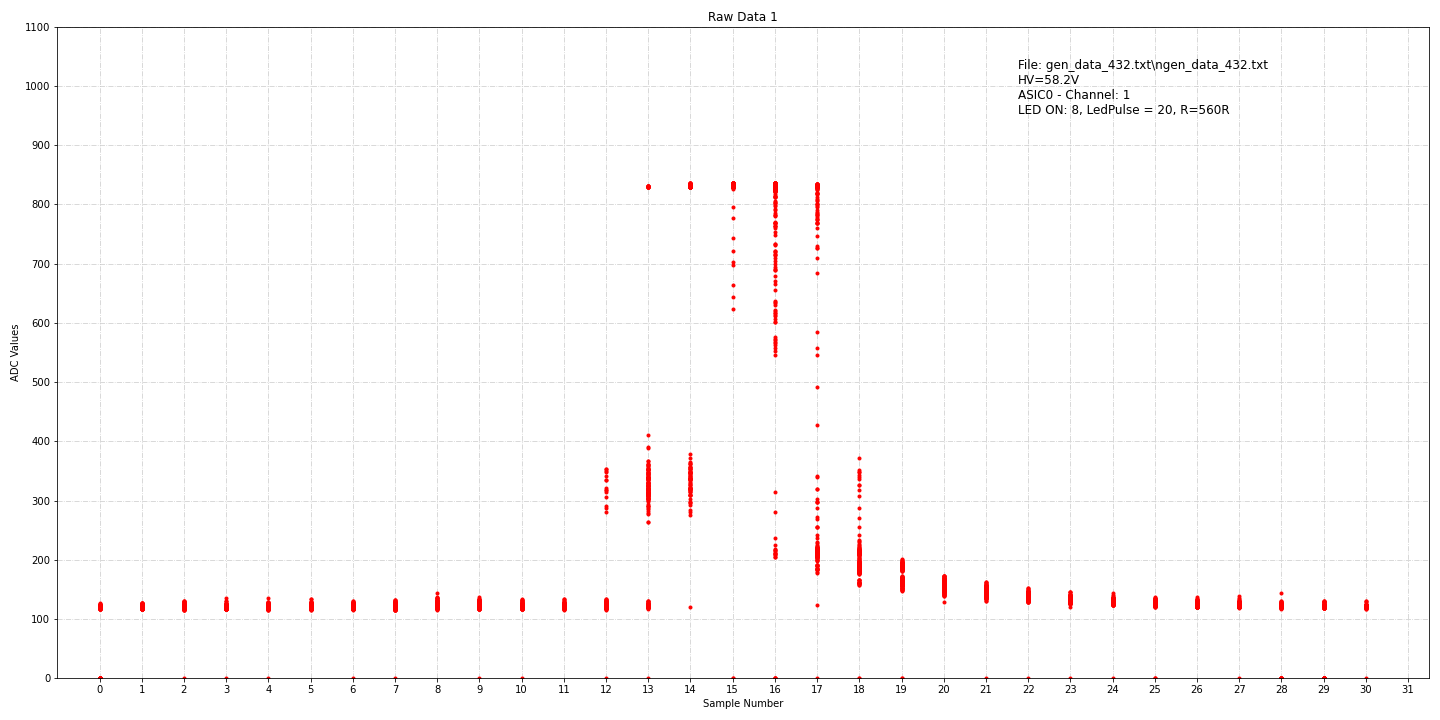 Raw Data 1
1100
1000
900
800
700
600
500
400
300
200
100
0
ADC Values
File: gen_data_432.txt\ngen_data_432.txt
HV=58.2V
ASIC0 - Channel: 1
LED ON: 8, LedPulse = 20, R=560R
0 1 2 3 4 5 6 7 8 9 10 11 12 13 14 15 16 17 18 19 20 21 22 23 24 25 26 27 28 29 30 31
Sample Number